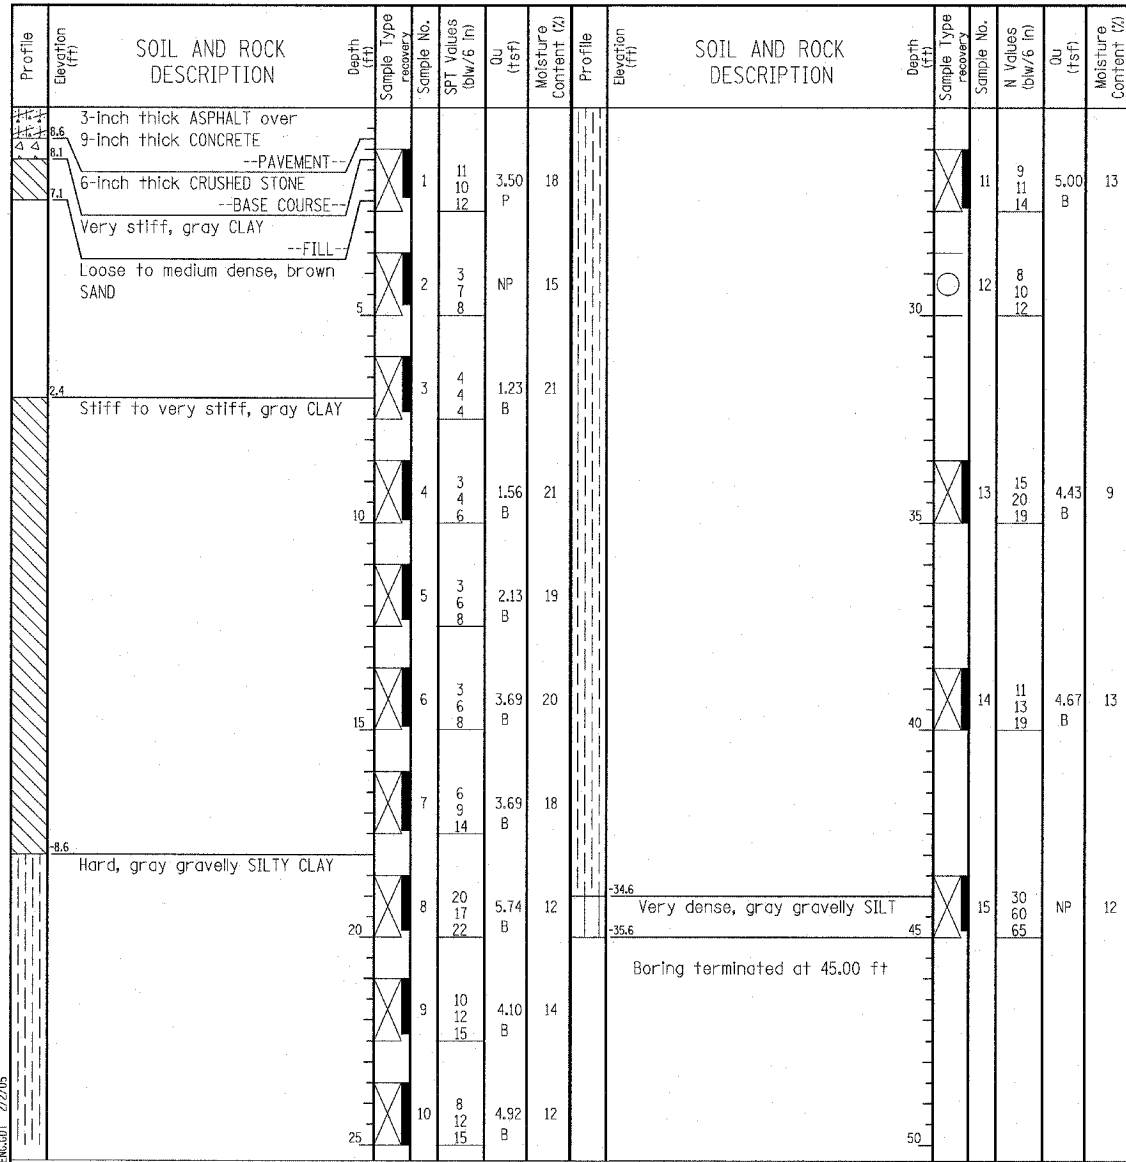 Profile
Elevation (ft)
SOIL AND ROCK
DESCRIPTION
Depth (ft)
Sample Type
recovery
Sample No.
SPT Values (blw/6 in)
Qu (tsf)
Moisture Content (%)
3-inch thick ASPHALT over
8.6 9-inch thick CONCRETE
--PAVEMENT--
8.1
6-inch thick CRUSHED STONE
7.1
--BASE COURSE--
Very stiff, gray CLAY
--FILL--
Loose to medium dense, brown
SAND
2.4
Stiff to very stiff, gray CLAY
-8.6
Hard, gray gravelly SILTY CLAY
5
10
15
20
25
1 11 10 12 3.50 P 18
2 3 7 8 NP 15
3 4 4 4 1.23 B 21
4 3 4 6 1.56 B 21
5 3 6 8 2.13 B 19
6 3 6 8 3.69 B 20
7 6 9 14 3.69 B 18
8 20 17 22 5.74 B 12
9 10 12 15 4.10 B 14
10 8 12 15 4.92 B 12
Profile
Elevation (ft)
SOIL AND ROCK
DESCRIPTION
Depth (ft)
Sample Type
recovery
Sample No.
N Values (blw/6 in)
Qu (tsf)
Moisture Content (%)
-34.6
Very dense, gray gravelly SILT
-35.6
Boring terminated at 45.00 ft
30
35
40
45
50
11 9 11 14 5.00 B 13
12 8 10 12
13 15 20 19 4.43 B 9
14 11 13 19 4.67 B 13
15 30 60 65 NP 12